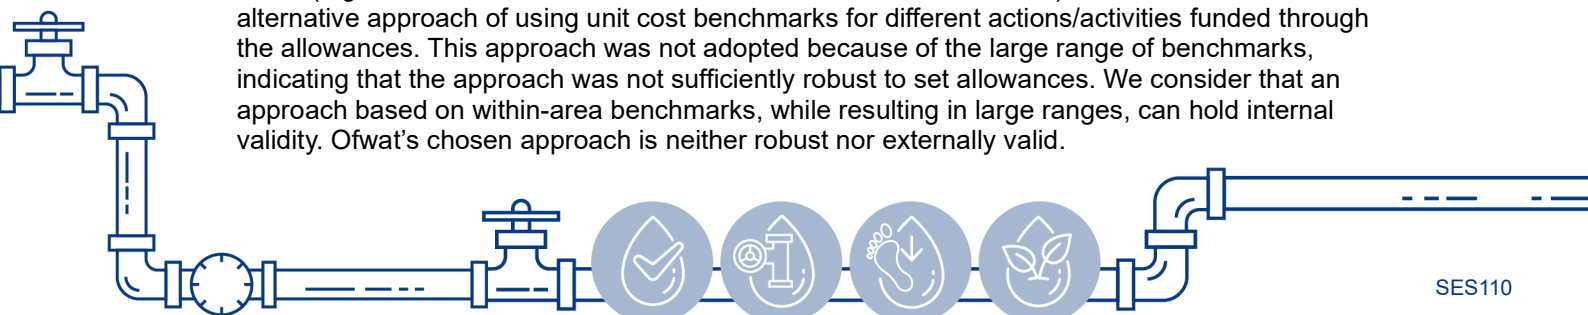 alternative approach of using unit cost benchmarks for different actions/activities funded through
the allowances. This approach was not adopted because of the large range of benchmarks,
indicating that the approach was not sufficiently robust to set allowances. We consider that an
approach based on within-area benchmarks, while resulting in large ranges, can hold internal
validity. Ofwat’s chosen approach is neither robust nor externally valid.
SES110